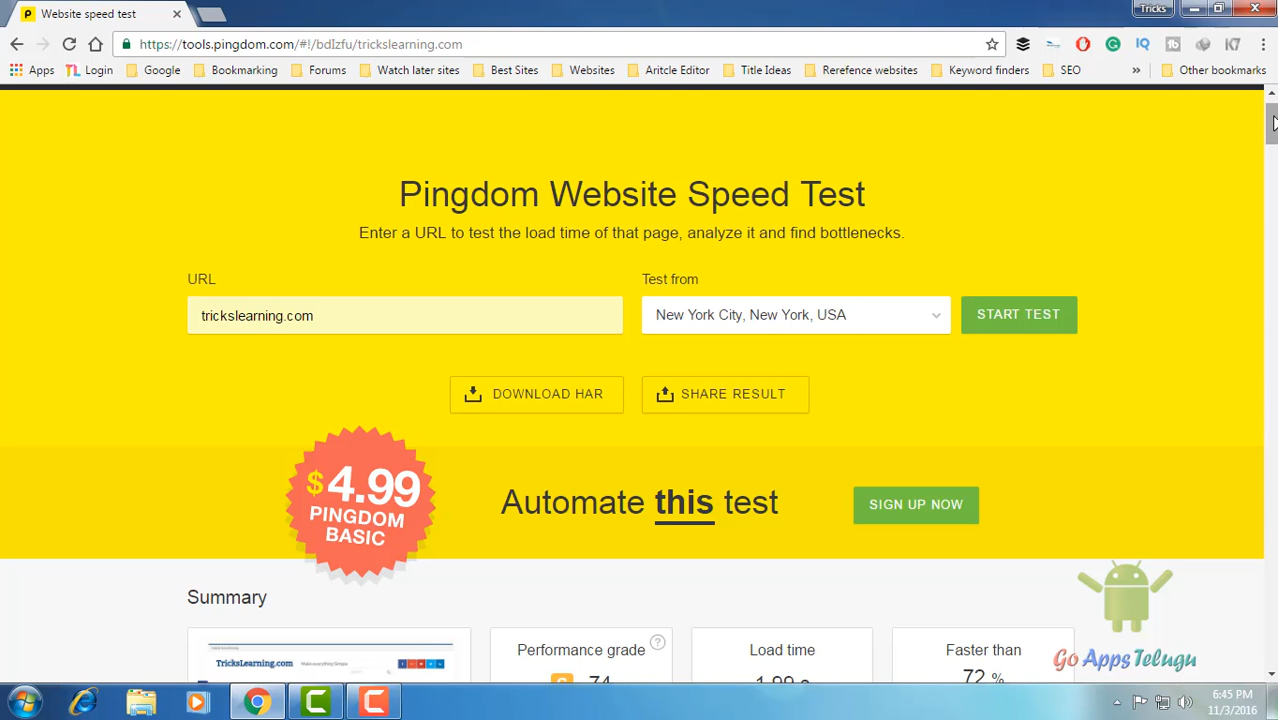 Website speed test
Tricks
https://tools.pingdom.com/#!/bdIzfu/trickslearning.com
Apps Login Google Bookmarking Forums Watch later sites Best Sites Websites Aritcle Editor Title Ideas Rerefence websites Keyword finders SEO » Other bookmarks
Pingdom Website Speed Test
Enter a URL to test the load time of that page, analyze it and find bottlenecks.
URL Test from
trickslearning.com New York City, New York, USA START TEST
DOWNLOAD HAR SHARE RESULT
$4.99
PINGDOM
BASIC
Automate this test SIGN UP NOW
Summary
Performance grade ? Load time Faster than
TricksLearning.com Make everything Simple
74 1.99 s 72 %
Go Apps Telugu
6:45 PM
11/3/2016